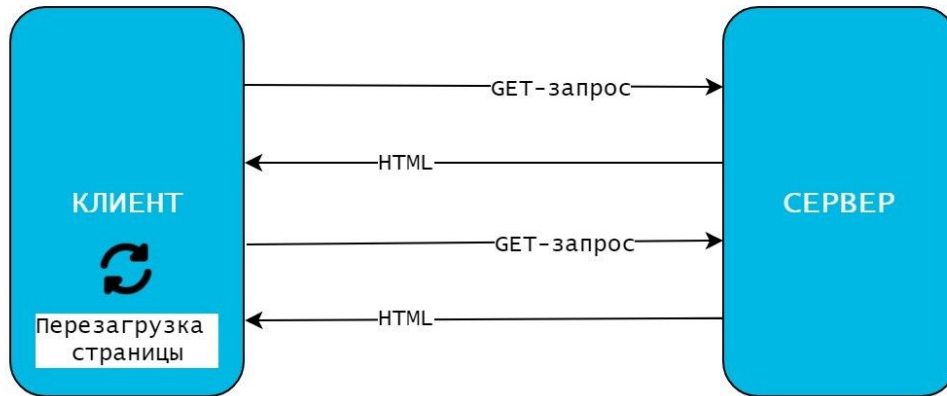 GET-запрос
HTML
КЛИЕНТ
СЕРВЕР
GET-запрос
HTML
Перезагрузка
страницы